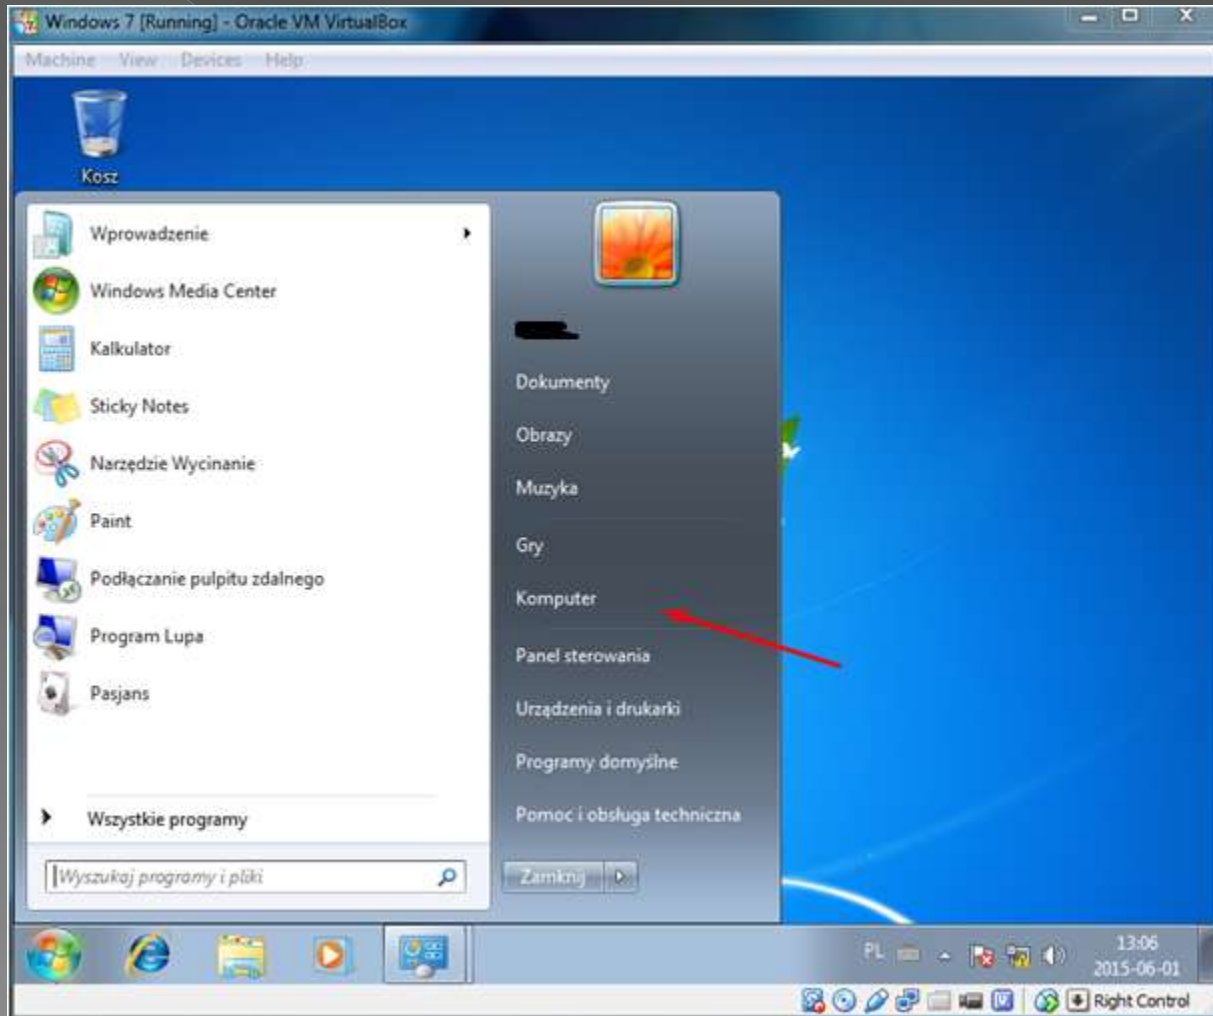 Windows 7 [Running] - Oracle VM VirtualBox
Machine View Devices Help
Kosz
Wprowadzenie
Windows Media Center
Kalkulator
Sticky Notes
Narzędzie Wycinanie
Paint
Podłączanie pulpitu zdalnego
Program Lupa
Pasjans
Wszystkie programy
Wyszukaj programy i pliki
Dokumenty
Obrazy
Muzyka
Gry
Komputer
Panel sterowania
Urządzenia i drukarki
Programy domyślne
Pomoc i obsługa techniczna
Zamknij
PL
13:06
2015-06-01
Right Control